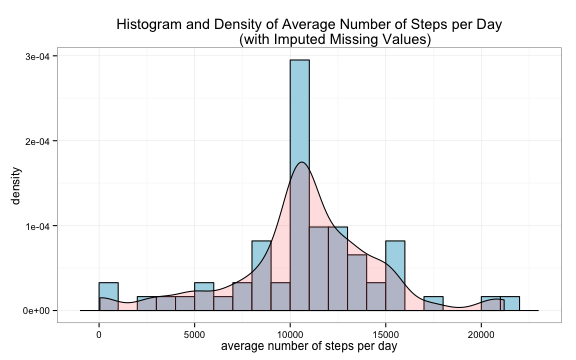 Histogram and Density of Average Number of Steps per Day
(with Imputed Missing Values)
3e-04
2e-04
1e-04
0e+00
density
0
5000
10000
15000
20000
average number of steps per day